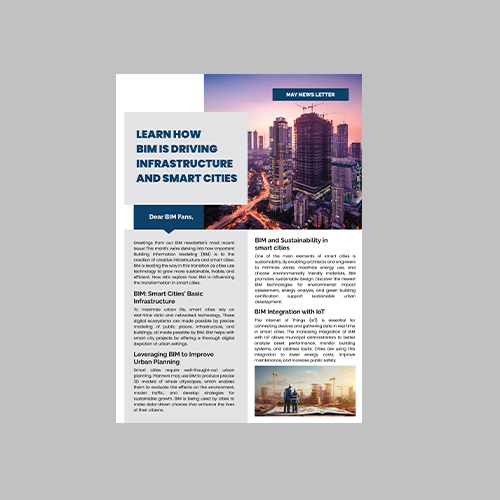 MAY NEWS LETTER
LEARN HOW
BIM IS DRIVING
INFRASTRUCTURE
AND SMART CITIES
Dear BIM Fans,
Greetings from our BIM newsletter's most recent
issue! This month, we're delving into how important
Building Information Modeling (BIM) is to the
creation of creative infrastructure and smart cities.
BIM is leading the way in this transition as cities use
technology to grow more sustainable, livable, and
efficient. Now let's explore how BIM is influencing
the transformation in smart cities.
BIM: Smart Cities' Basic
Infrastructure
To maximize urban life, smart cities rely on
real-time data and networked technology. These
digital ecosystems are made possible by precise
modeling of public places, infrastructure, and
buildings, all made possible by BIM. BIM helps with
smart city projects by offering a thorough digital
depiction of urban settings.
Leveraging BIM to Improve
Urban Planning
Smart cities require well-thought-out urban
planning. Planners may use BIM to produce precise
3D models of whole cityscapes, which enables
them to evaluate the effects on the environment,
model traffic, and develop strategies for
sustainable growth. BIM is being used by cities to
make data-driven choices that enhance the lives
of their citizens.
BIM and Sustainability in
smart cities
One of the main elements of smart cities is
sustainability. By enabling architects and engineers
to minimize waste, maximize energy use, and
choose environmentally friendly materials, BIM
promotes sustainable design. Discover the newest
BIM technologies for environmental impact
assessment, energy analysis, and green building
certification support sustainable urban
development.
BIM Integration with IoT
The Internet of Things (IoT) is essential for
connecting devices and gathering data in real time
in smart cities. The increasing integration of BIM
with IoT allows municipal administrators to better
analyze asset performance, monitor building
systems, and address faults. Cities are using this
integration to lower energy costs, improve
maintenance, and increase public safety.